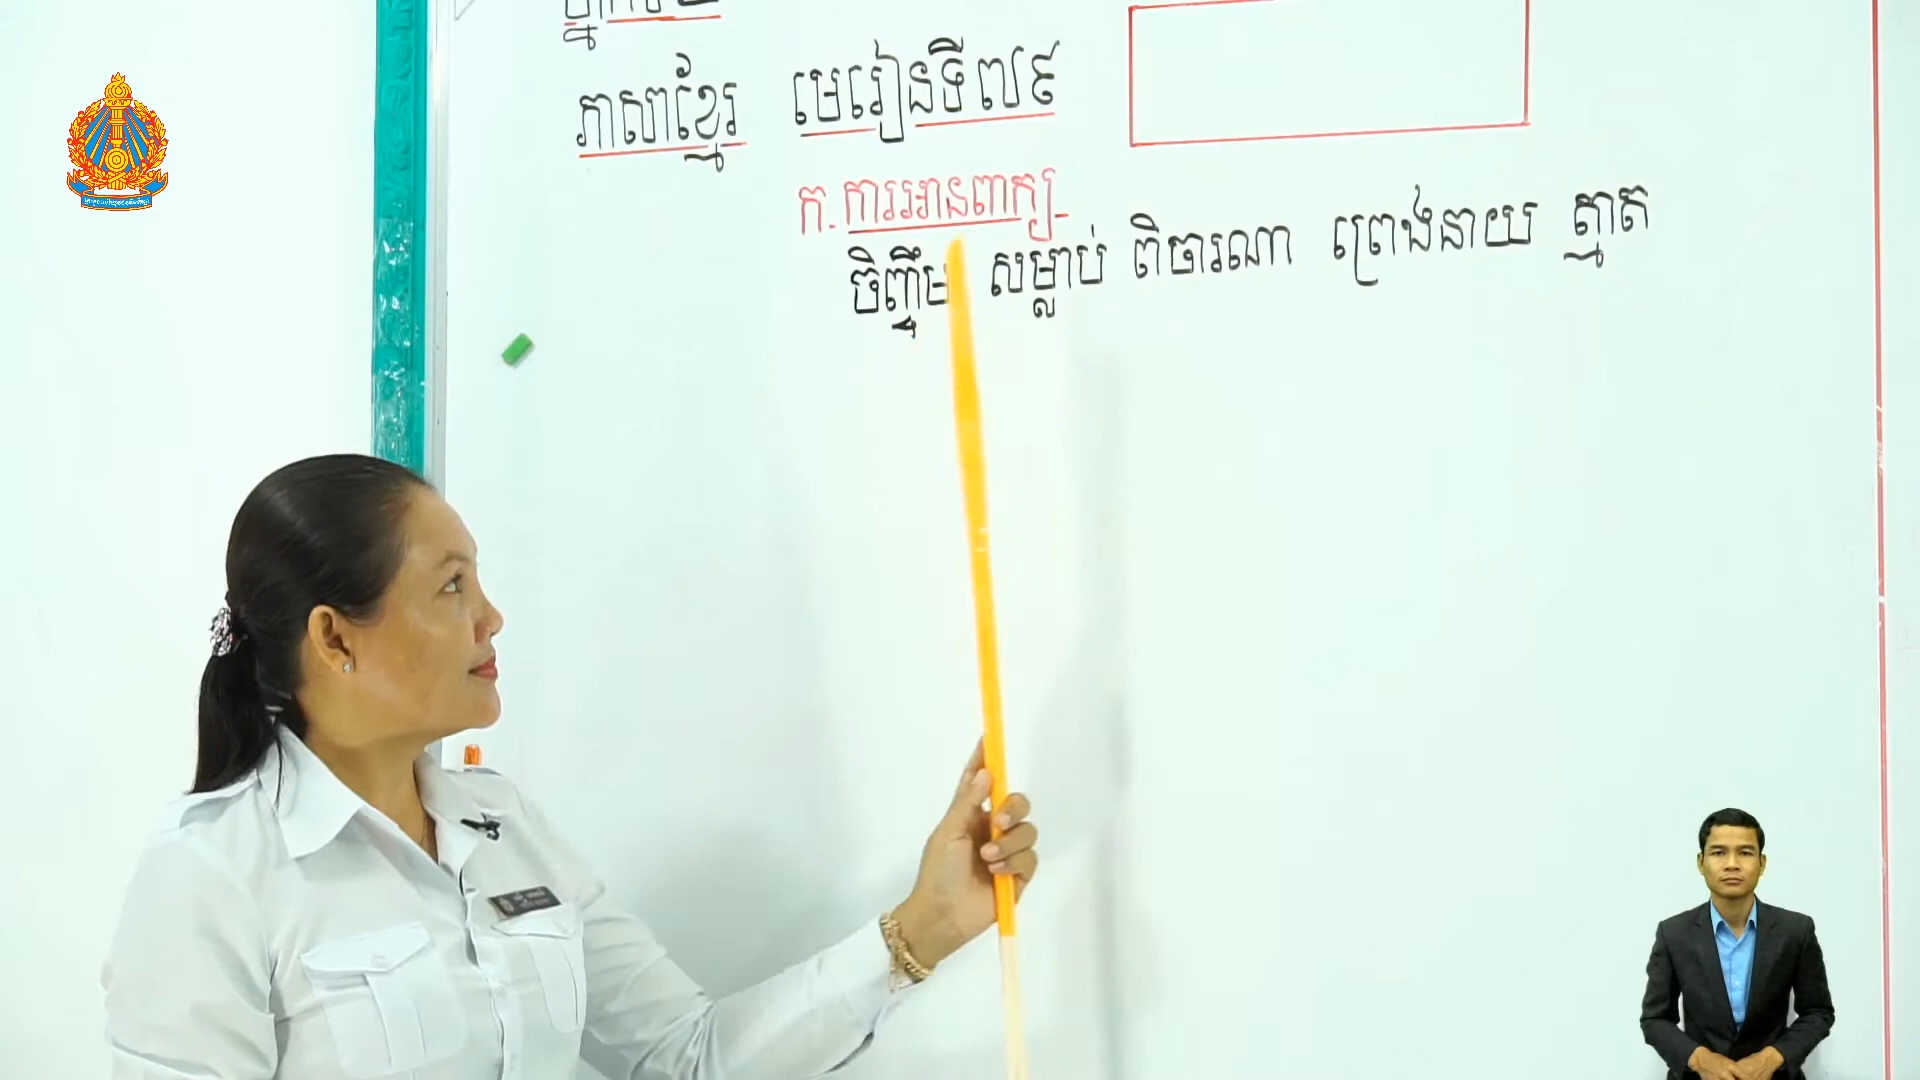 ភាសាខ្មែរ មេរៀនទី៧៩
ក. ការអានពាក្យ
ចិញ្ចឹម សម្លាប់ ពិចារណា ព្រេងនាយ ត្មាត